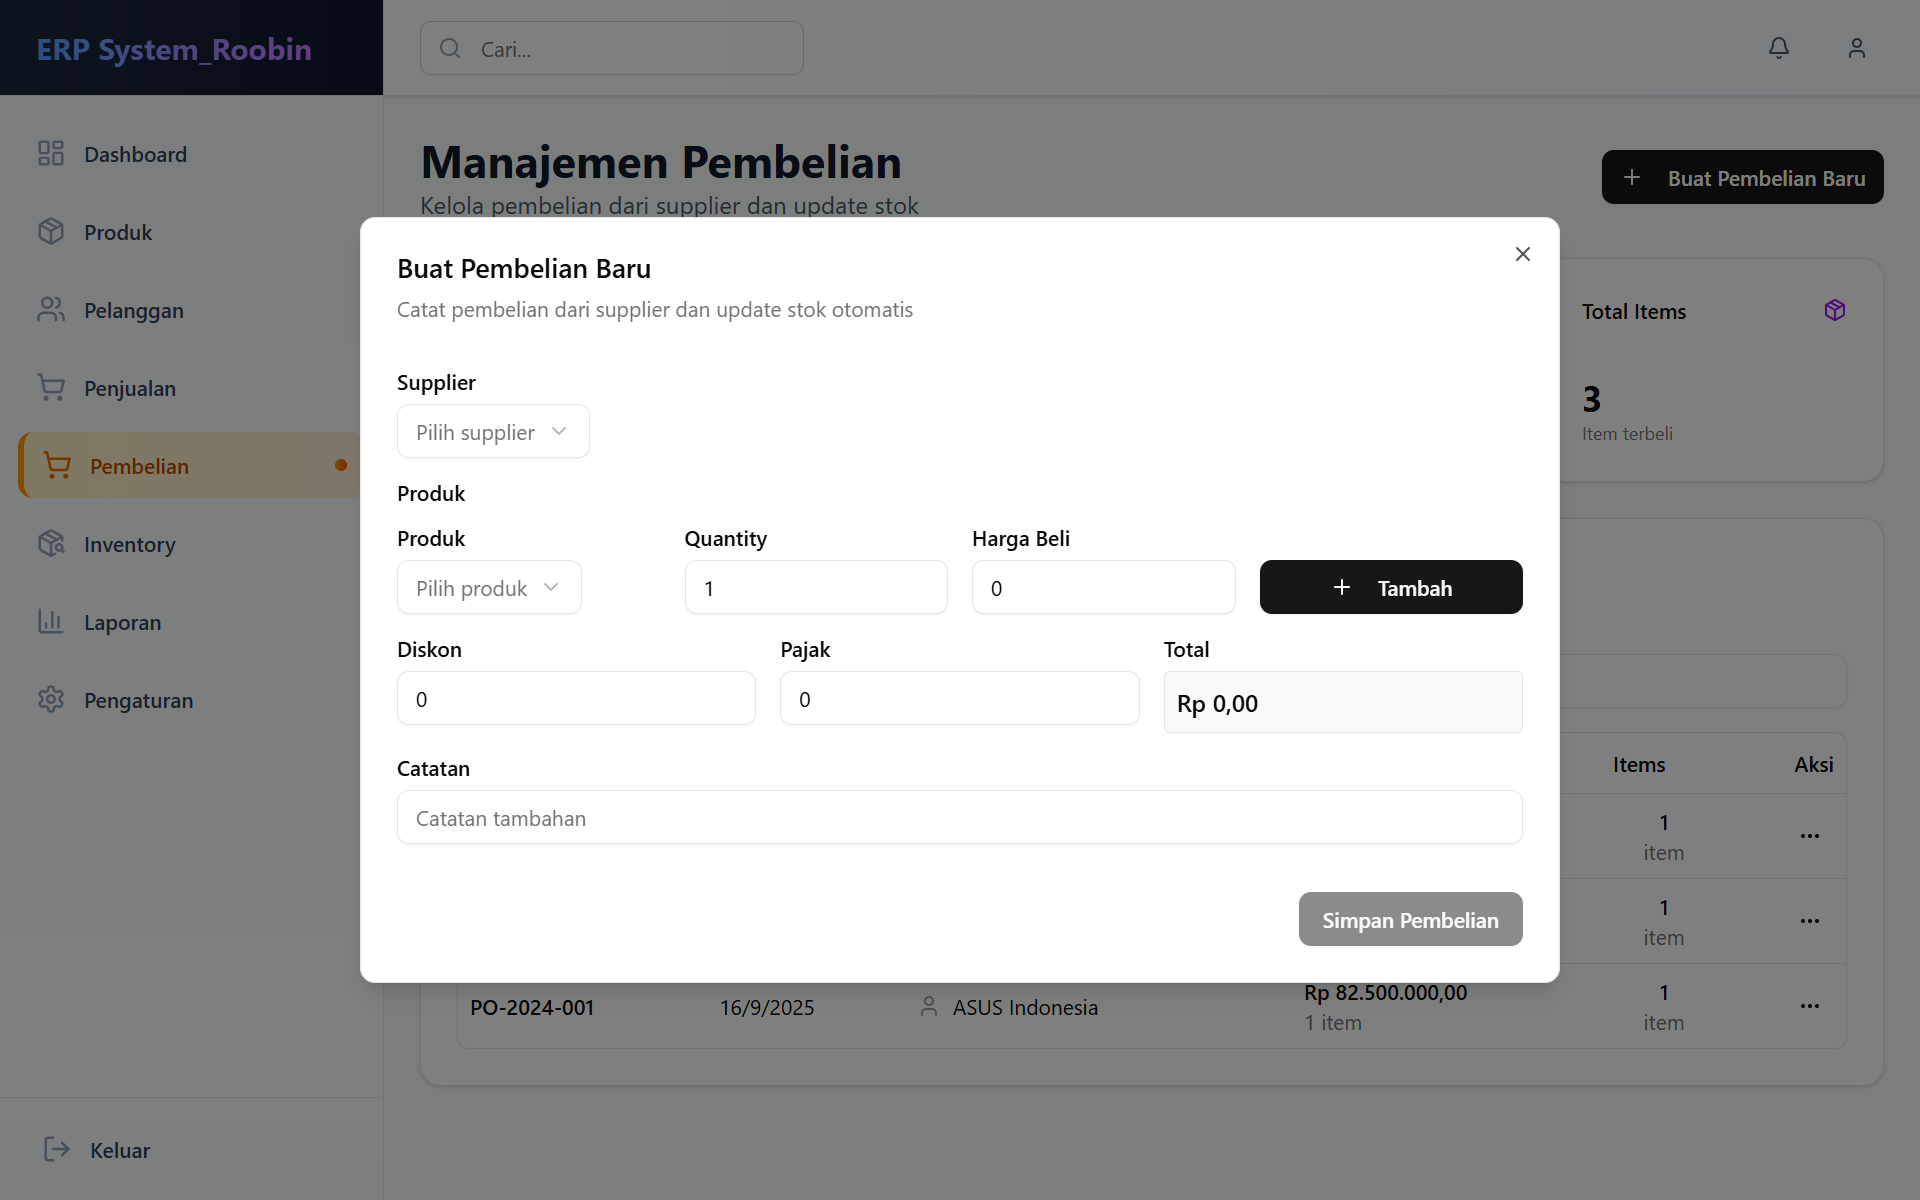 ERP System_Roobin
Cari...
Dashboard
Produk
Pelanggan
Penjualan
Pembelian
Inventory
Laporan
Pengaturan
Keluar
Manajemen Pembelian
Kelola pembelian dari supplier dan update stok
Buat Pembelian Baru
Total Items
3
Item terbeli
Buat Pembelian Baru
Catat pembelian dari supplier dan update stok otomatis
Supplier
Pilih supplier
Produk
Produk Quantity Harga Beli
Pilih produk 1 0 Tambah
Diskon Pajak Total
0 0 Rp 0,00
Catatan
Catatan tambahan
Simpan Pembelian
Items Aksi
1
item
1
item
PO-2024-001 16/9/2025 ASUS Indonesia Rp 82.500.000,00 1
1 item item